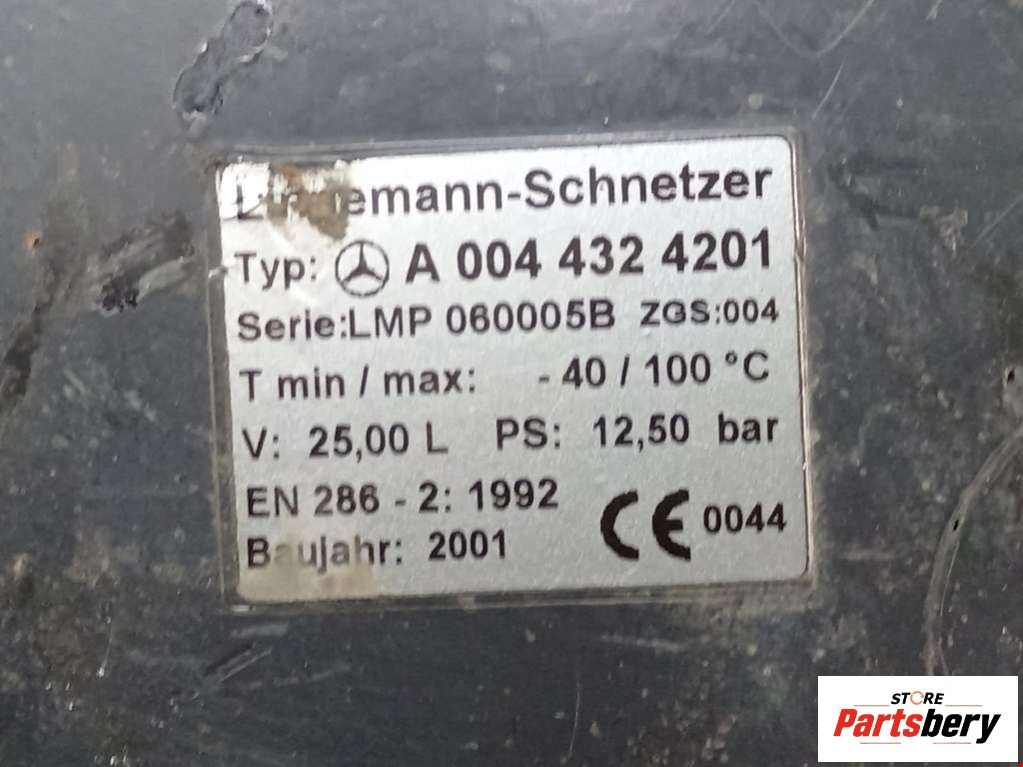 emann-Schnetzer
Typ: A 004 432 4201
Serie:LMP 060005B ZGS:004
T min / max: - 40 / 100 °C
V: 25,00 L PS: 12,50 bar
EN 286 - 2: 1992
CE 0044
Baujahr: 2001
STORE
Partsbery